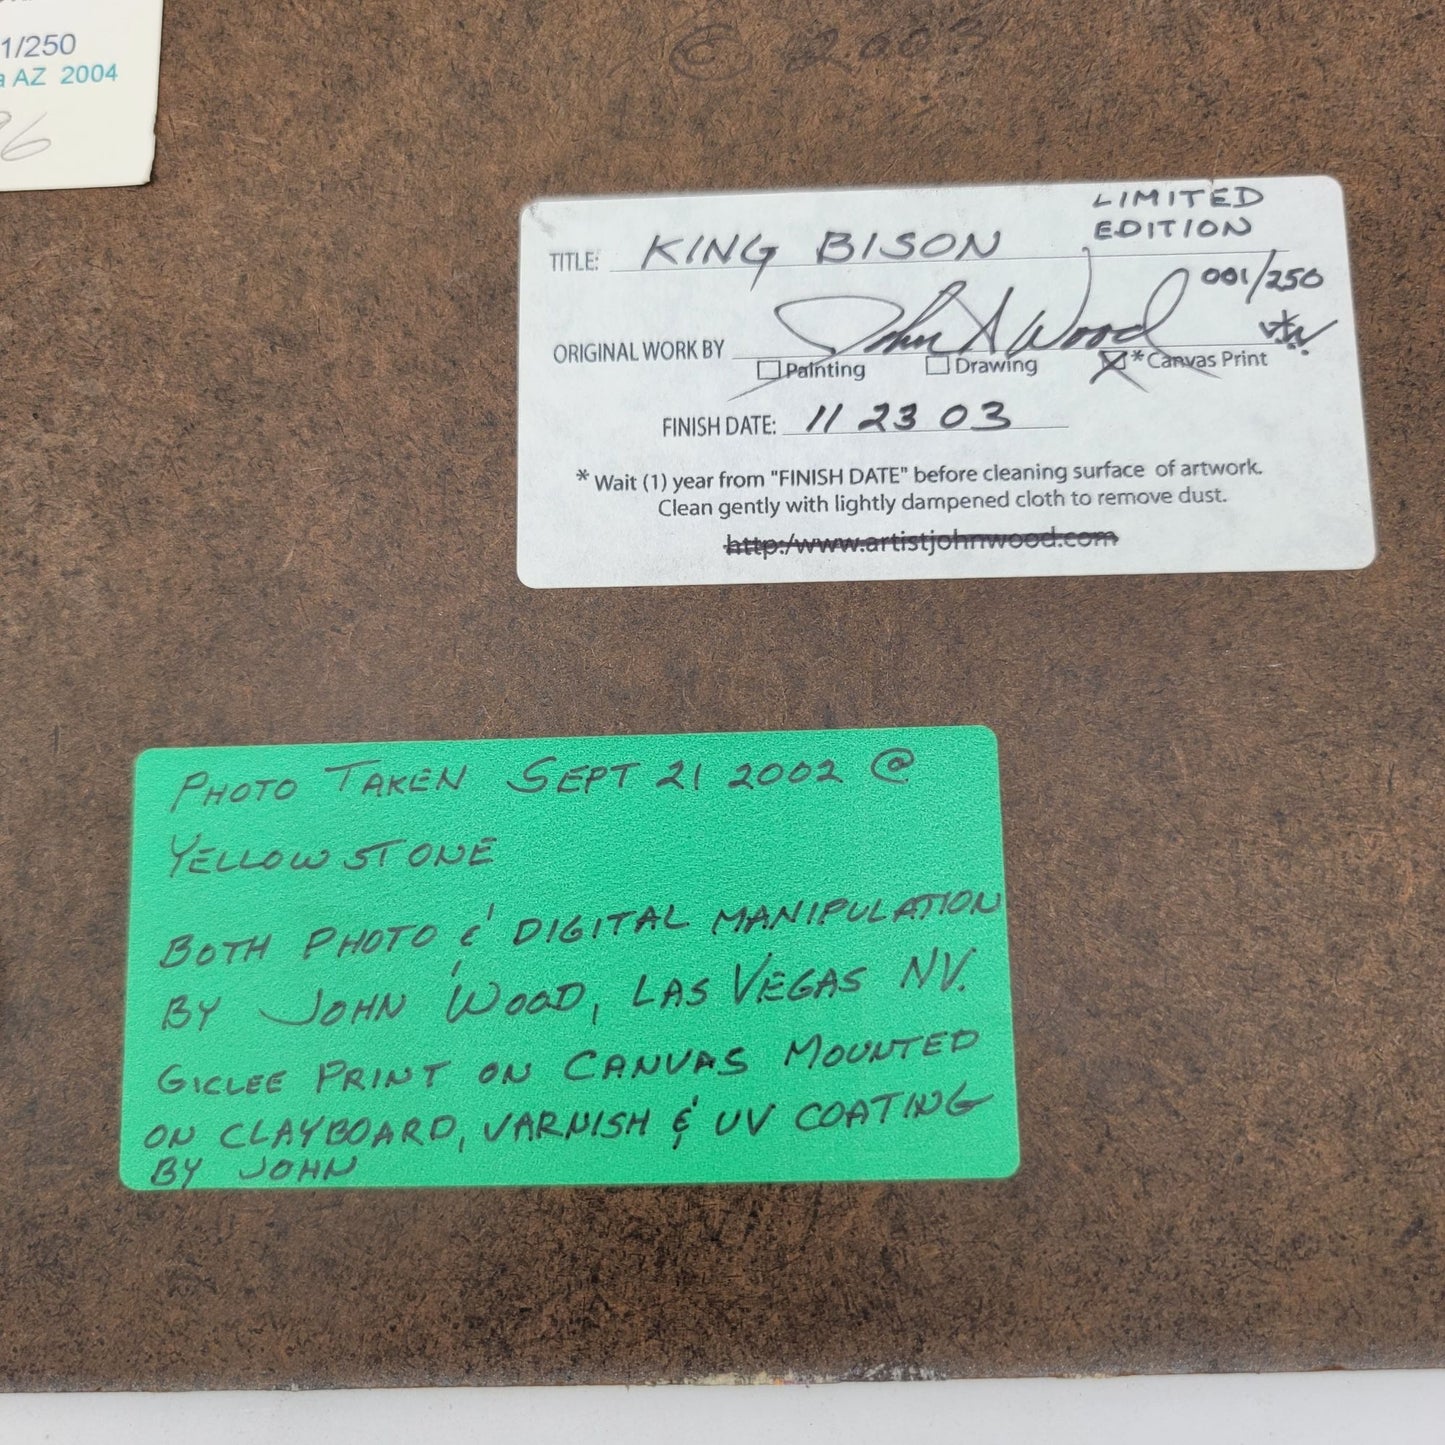 1/250
AZ 2004
© 2003
LIMITED
EDITION
TITLE: KING BISON
001/250
ORIGINAL WORK BY John A Wood
Painting Drawing * Canvas Print
FINISH DATE: 11 23 03
* Wait (1) year from "FINISH DATE" before cleaning surface of artwork.
Clean gently with lightly dampened cloth to remove dust.
http:/www.artistjohnwood.com
PHOTO TAKEN SEPT 21 2002 @
YELLOWSTONE
BOTH PHOTO & DIGITAL MANIPULATION
BY JOHN WOOD, LAS VEGAS NV.
GICLEE PRINT ON CANVAS MOUNTED
ON CLAYBOARD, VARNISH & UV COATING
BY JOHN